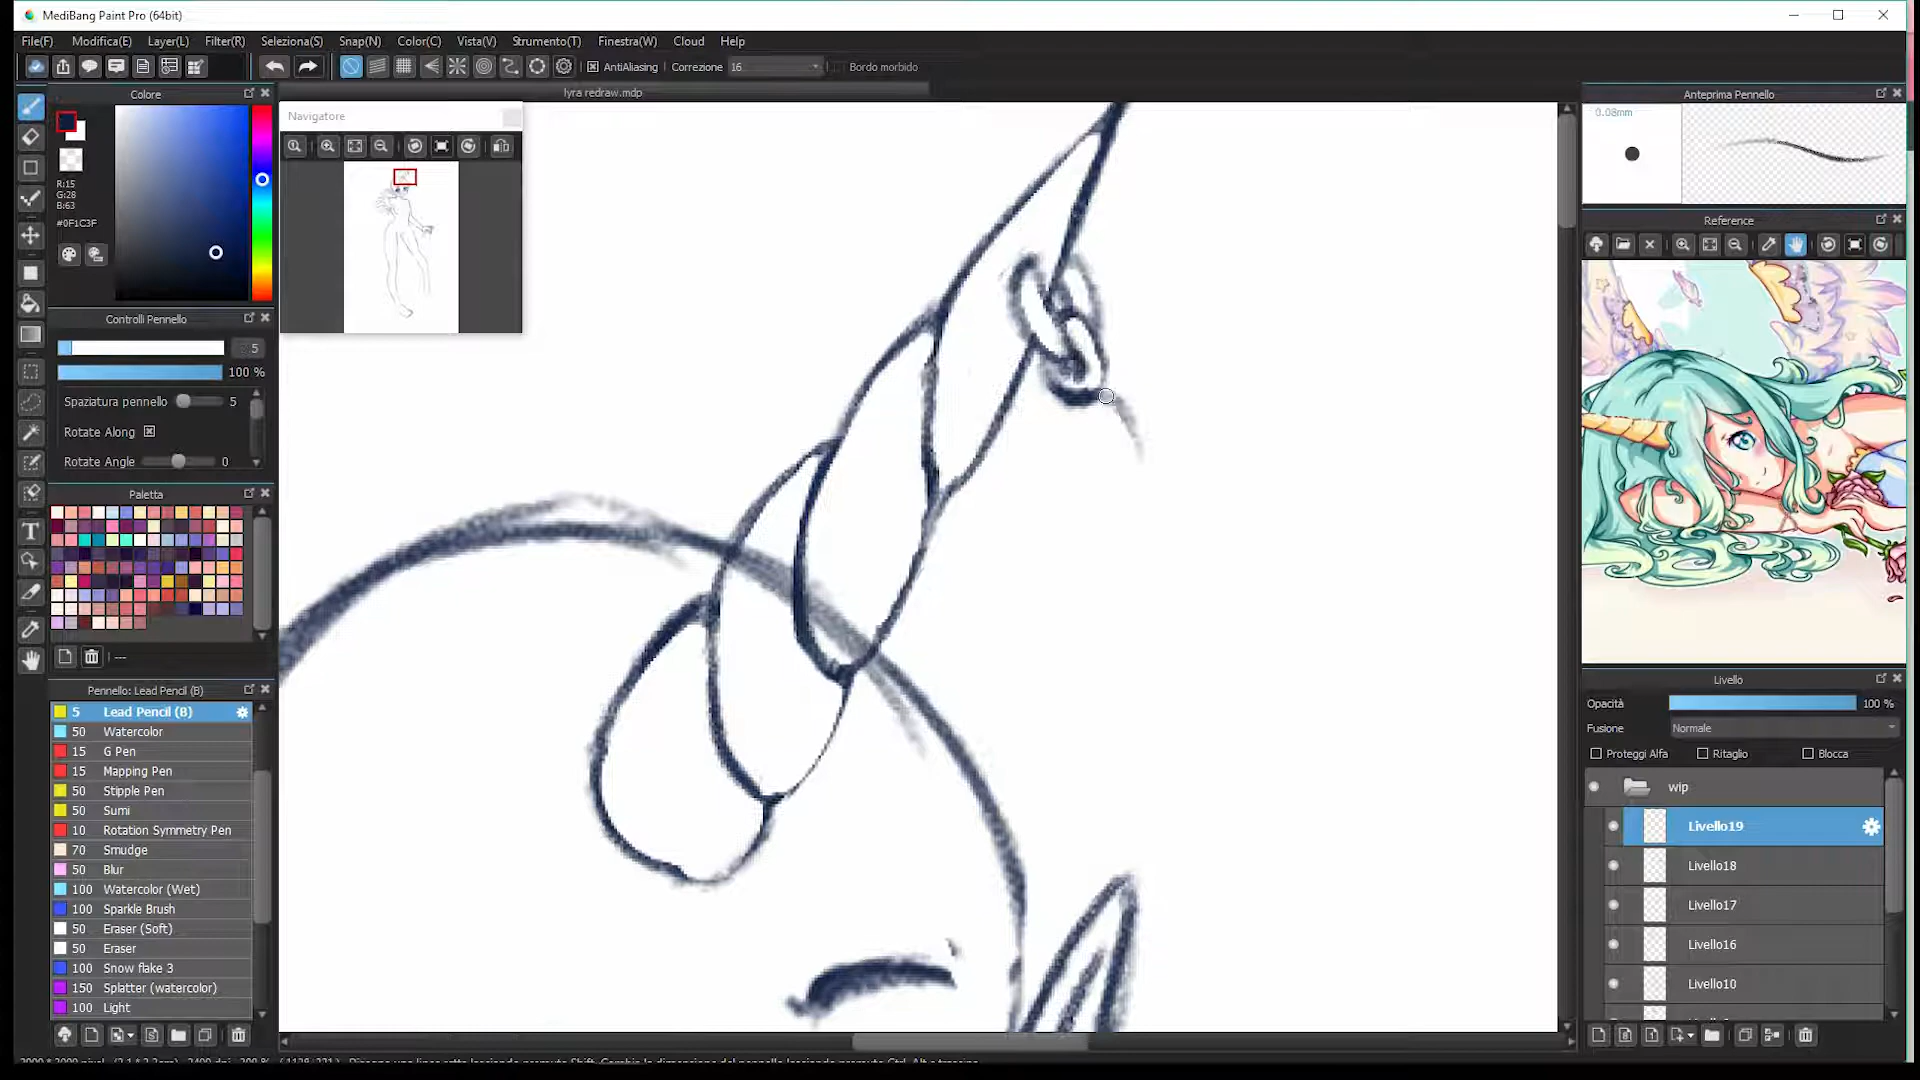 MediBang Paint Pro (64bit)
File(F) Modifica(E) Layer(L) Filter(R) Seleziona(S) Snap(N) Color(C) Vista(V) Strumento(T) Finestra(W) Cloud Help
AntiAliasing Correzione 16 Bordo morbido
lyra redraw.mdp
Colore
R:15
G:28
B:63
#0F1C3F
Navigatore
Controlli Pennello
5
100 %
Spaziatura pennello 5
Rotate Along
Rotate Angle 0
Paletta
---
Pennello: Lead Pencil (B)
5 Lead Pencil (B)
50 Watercolor
15 G Pen
15 Mapping Pen
50 Stipple Pen
50 Sumi
10 Rotation Symmetry Pen
70 Smudge
50 Blur
100 Watercolor (Wet)
100 Sparkle Brush
50 Eraser (Soft)
50 Eraser
100 Snow flake 3
150 Splatter (watercolor)
100 Light
Anteprima Pennello
0.08mm
Reference
Livello
Opacità 100 %
Fusione Normale
Proteggi Alfa Ritaglio Blocca
wip
Livello19
Livello18
Livello17
Livello16
Livello10